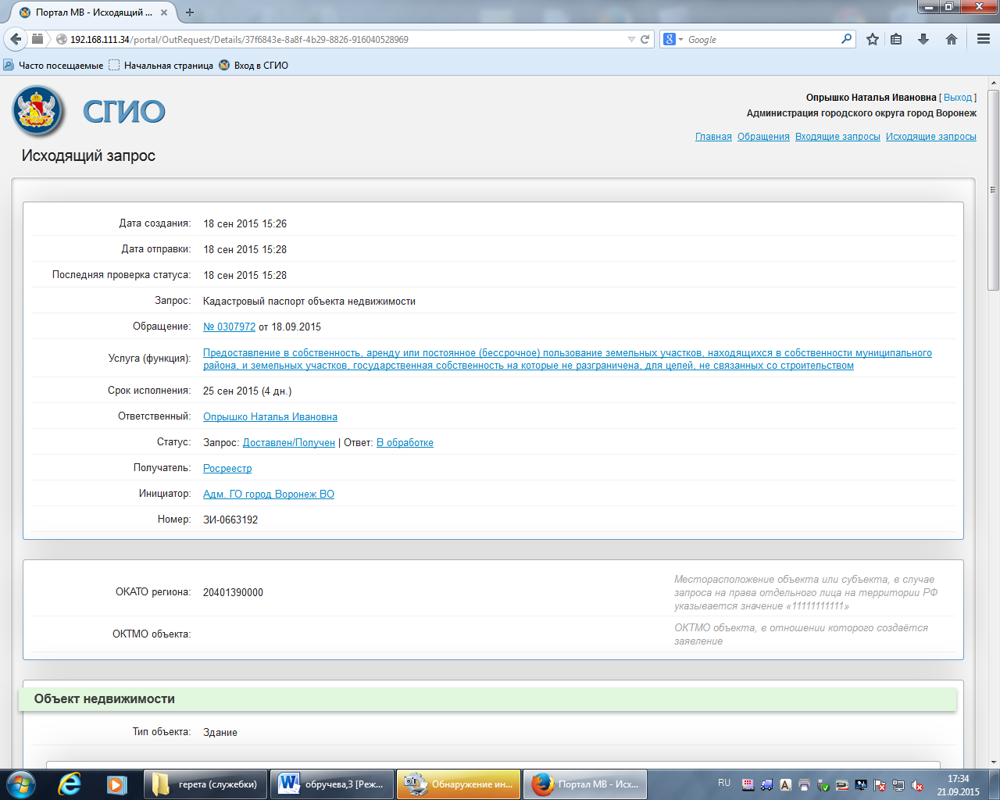 Портал МВ - Исходящий ...
192.168.111.34/portal/OutRequest/Details/37f6843e-8a8f-4b29-8826-916040528969
Google
Часто посещаемые Начальная страница Вход в СГИО
СГИО
Опрышко Наталья Ивановна [ Выход ]
Администрация городского округа город Воронеж
Главная Обращения Входящие запросы Исходящие запросы
Исходящий запрос
Дата создания: 18 сен 2015 15:26
Дата отправки: 18 сен 2015 15:28
Последняя проверка статуса: 18 сен 2015 15:28
Запрос: Кадастровый паспорт объекта недвижимости
Обращение: № 0307972 от 18.09.2015
Услуга (функция): Предоставление в собственность, аренду или постоянное (бессрочное) пользование земельных участков, находящихся в собственности муниципального
района, и земельных участков, государственная собственность на которые не разграничена, для целей, не связанных со строительством
Срок исполнения: 25 сен 2015 (4 дн.)
Ответственный: Опрышко Наталья Ивановна
Статус: Запрос: Доставлен/Получен | Ответ: В обработке
Получатель: Росреестр
Инициатор: Адм. ГО город Воронеж ВО
Номер: ЗИ-0663192
ОКАТО региона: 20401390000
Месторасположение объекта или субъекта, в случае
запроса на права отдельного лица на территории РФ
указывается значение «11111111111»
ОКТМО объекта:
ОКТМО объекта, в отношении которого создаётся
заявление
Объект недвижимости
Тип объекта: Здание
герета (служебки)
обручева,3 [Реж...
Обнаружение ин...
Портал МВ - Исх...
RU
17:34
21.09.2015